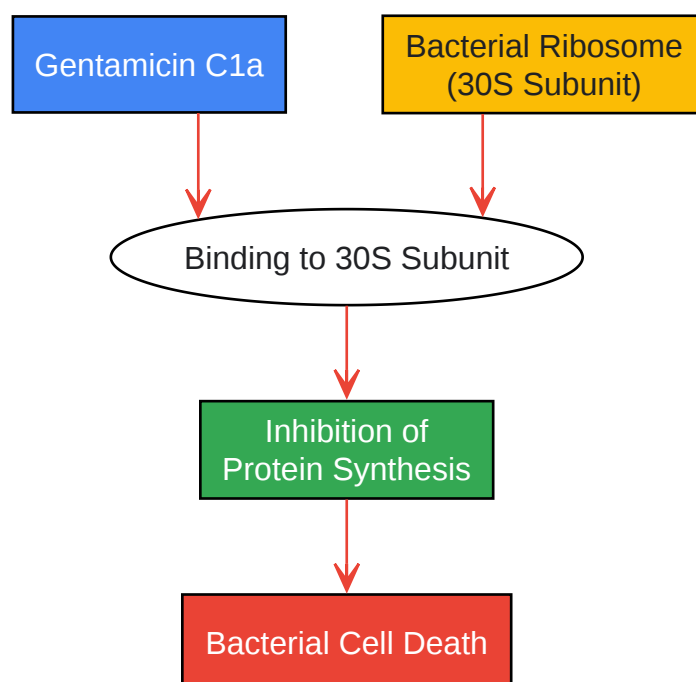 Gentamicin C1a
Bacterial Ribosome
(30S Subunit)
Binding to 30S Subunit
Inhibition of
Protein Synthesis
Bacterial Cell Death